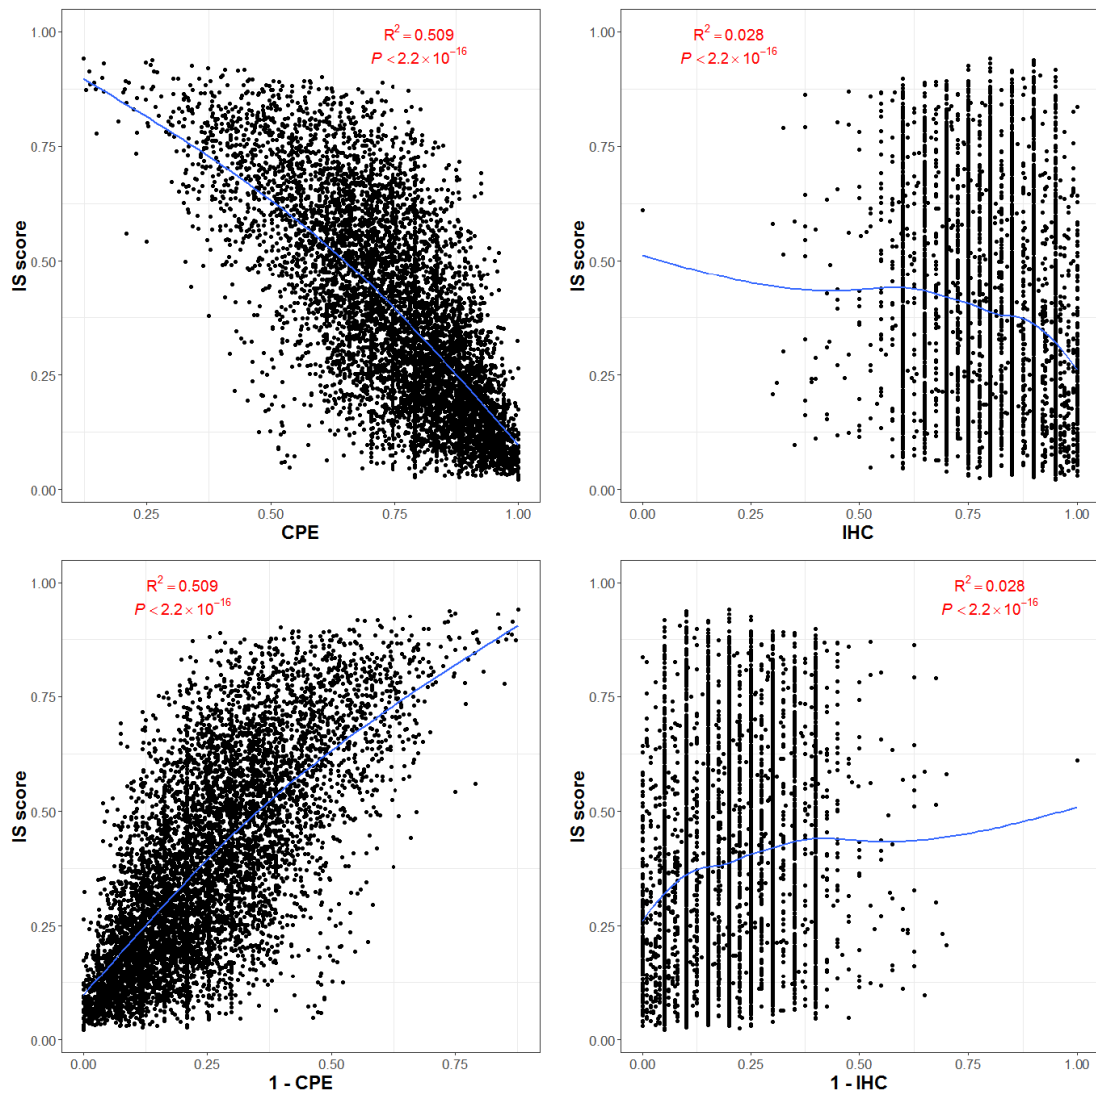 R² = 0.509
P < 2.2 × 10⁻¹⁶
IS score
1.00
0.75
0.50
0.25
0.00
0.25 0.50 0.75 1.00
CPE
R² = 0.028
P < 2.2 × 10⁻¹⁶
IS score
1.00
0.75
0.50
0.25
0.00
0.00 0.25 0.50 0.75 1.00
IHC
R² = 0.509
P < 2.2 × 10⁻¹⁶
IS score
1.00
0.75
0.50
0.25
0.00
0.00 0.25 0.50 0.75
1 - CPE
R² = 0.028
P < 2.2 × 10⁻¹⁶
IS score
1.00
0.75
0.50
0.25
0.00
0.00 0.25 0.50 0.75 1.00
1 - IHC